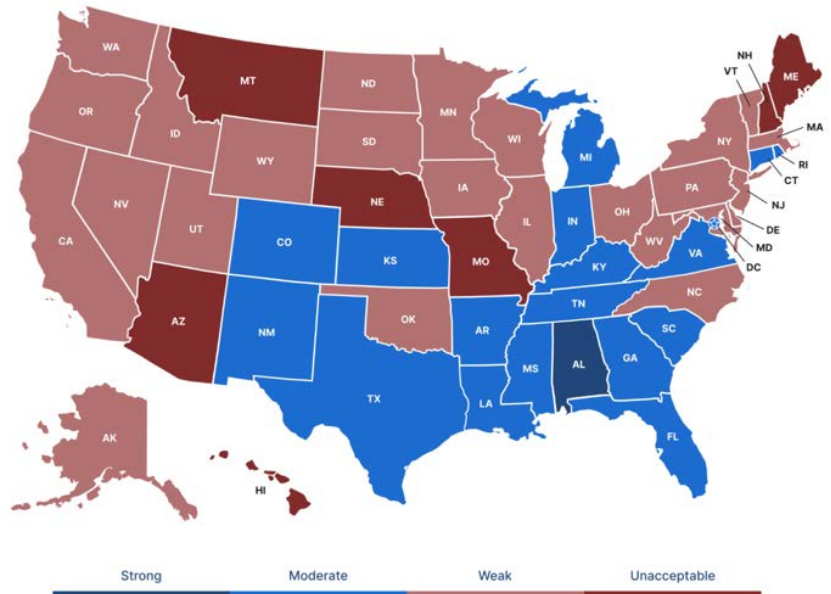 WA
MT
ND
MN
OR
ID
SD
WI
WY
MI
NH
VT
ME
NY
MA
RI
CT
NJ
PA
DE
MD
DC
NV
UT
CA
CO
NE
IA
IL
IN
OH
WV
VA
KS
MO
KY
NC
AZ
NM
OK
AR
TN
SC
TX
LA
MS
AL
GA
FL
AK
HI
Strong Moderate Weak Unacceptable